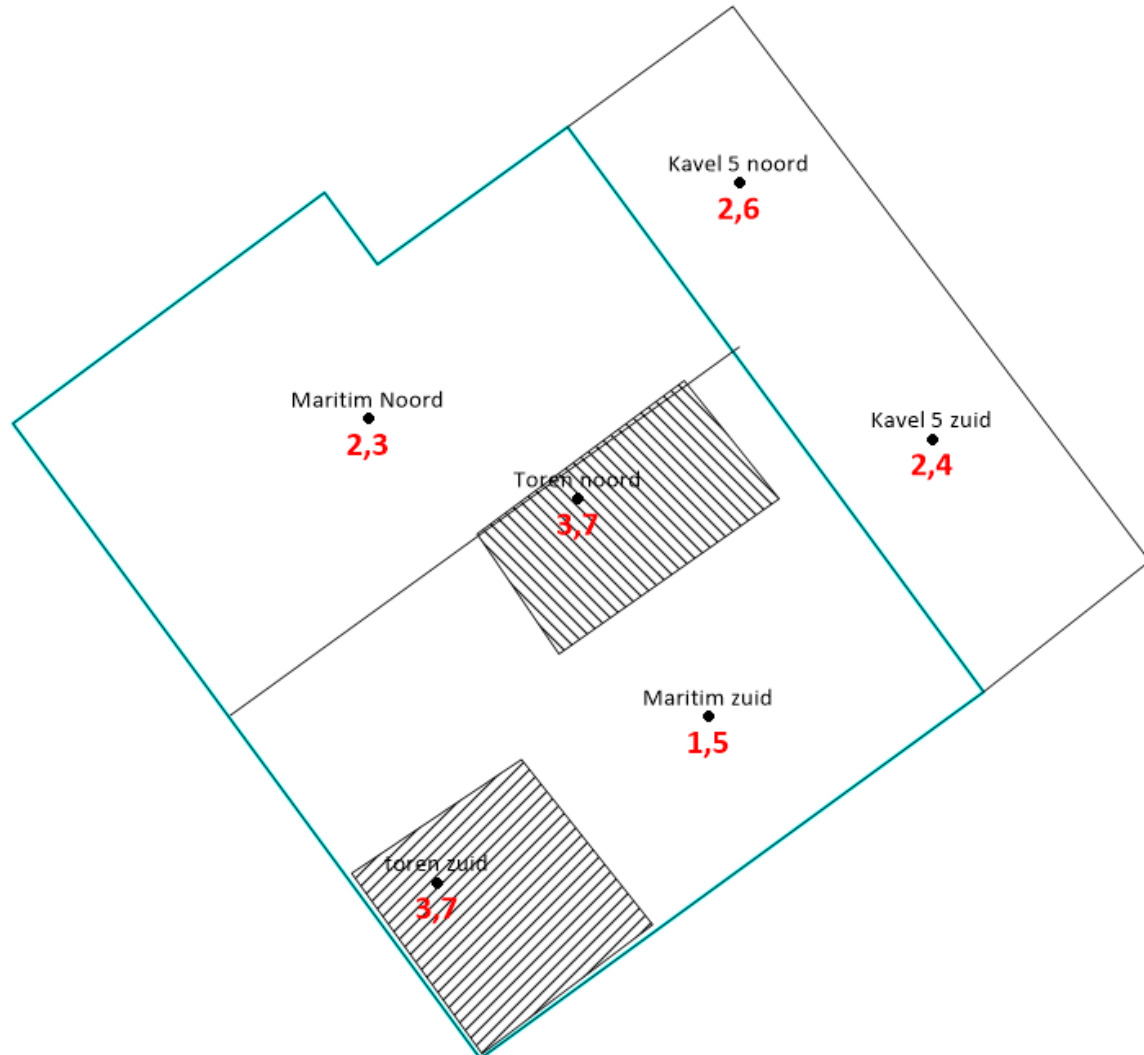 Kavel 5 noord
2,6
Maritim Noord
2,3
Kavel 5 zuid
2,4
Toren noord
3,7
Maritim zuid
1,5
toren zuid
3,7